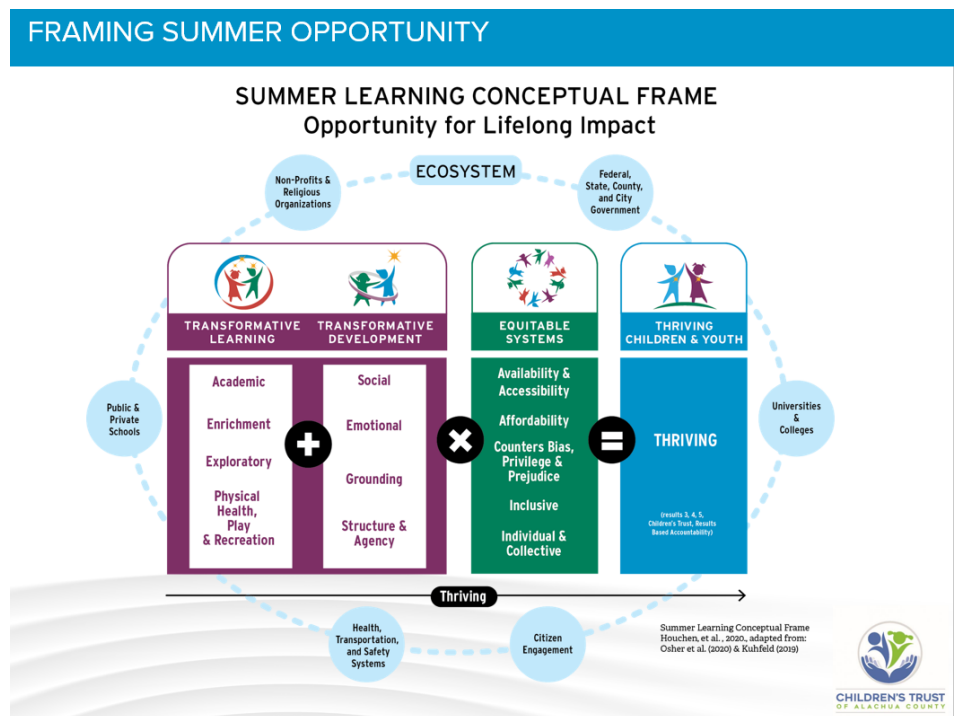 FRAMING SUMMER OPPORTUNITY
SUMMER LEARNING CONCEPTUAL FRAME
Opportunity for Lifelong Impact
ECOSYSTEM
Non-Profits &
Religious
Organizations
Federal,
State, County,
and City
Government
TRANSFORMATIVE
LEARNING
TRANSFORMATIVE
DEVELOPMENT
EQUITABLE
SYSTEMS
THRIVING
CHILDREN & YOUTH
Public &
Private
Schools
Academic
Enrichment
Exploratory
Physical
Health,
Play
& Recreation
+
Social
Emotional
Grounding
Structure &
Agency
×
Availability &
Accessibility
Affordability
Counters Bias,
Privilege &
Prejudice
Inclusive
Individual &
Collective
=
THRIVING
(results 3, 4, 5,
Children's Trust, Results
Based Accountability)
Universities
&
Colleges
Thriving
Health,
Transportation,
and Safety
Systems
Citizen
Engagement
Summer Learning Conceptual Frame
Houchen, et al. , 2020., adapted from:
Osher et al. (2020) & Kuhfeld (2019)
CHILDREN'S TRUST
OF ALACHUA COUNTY